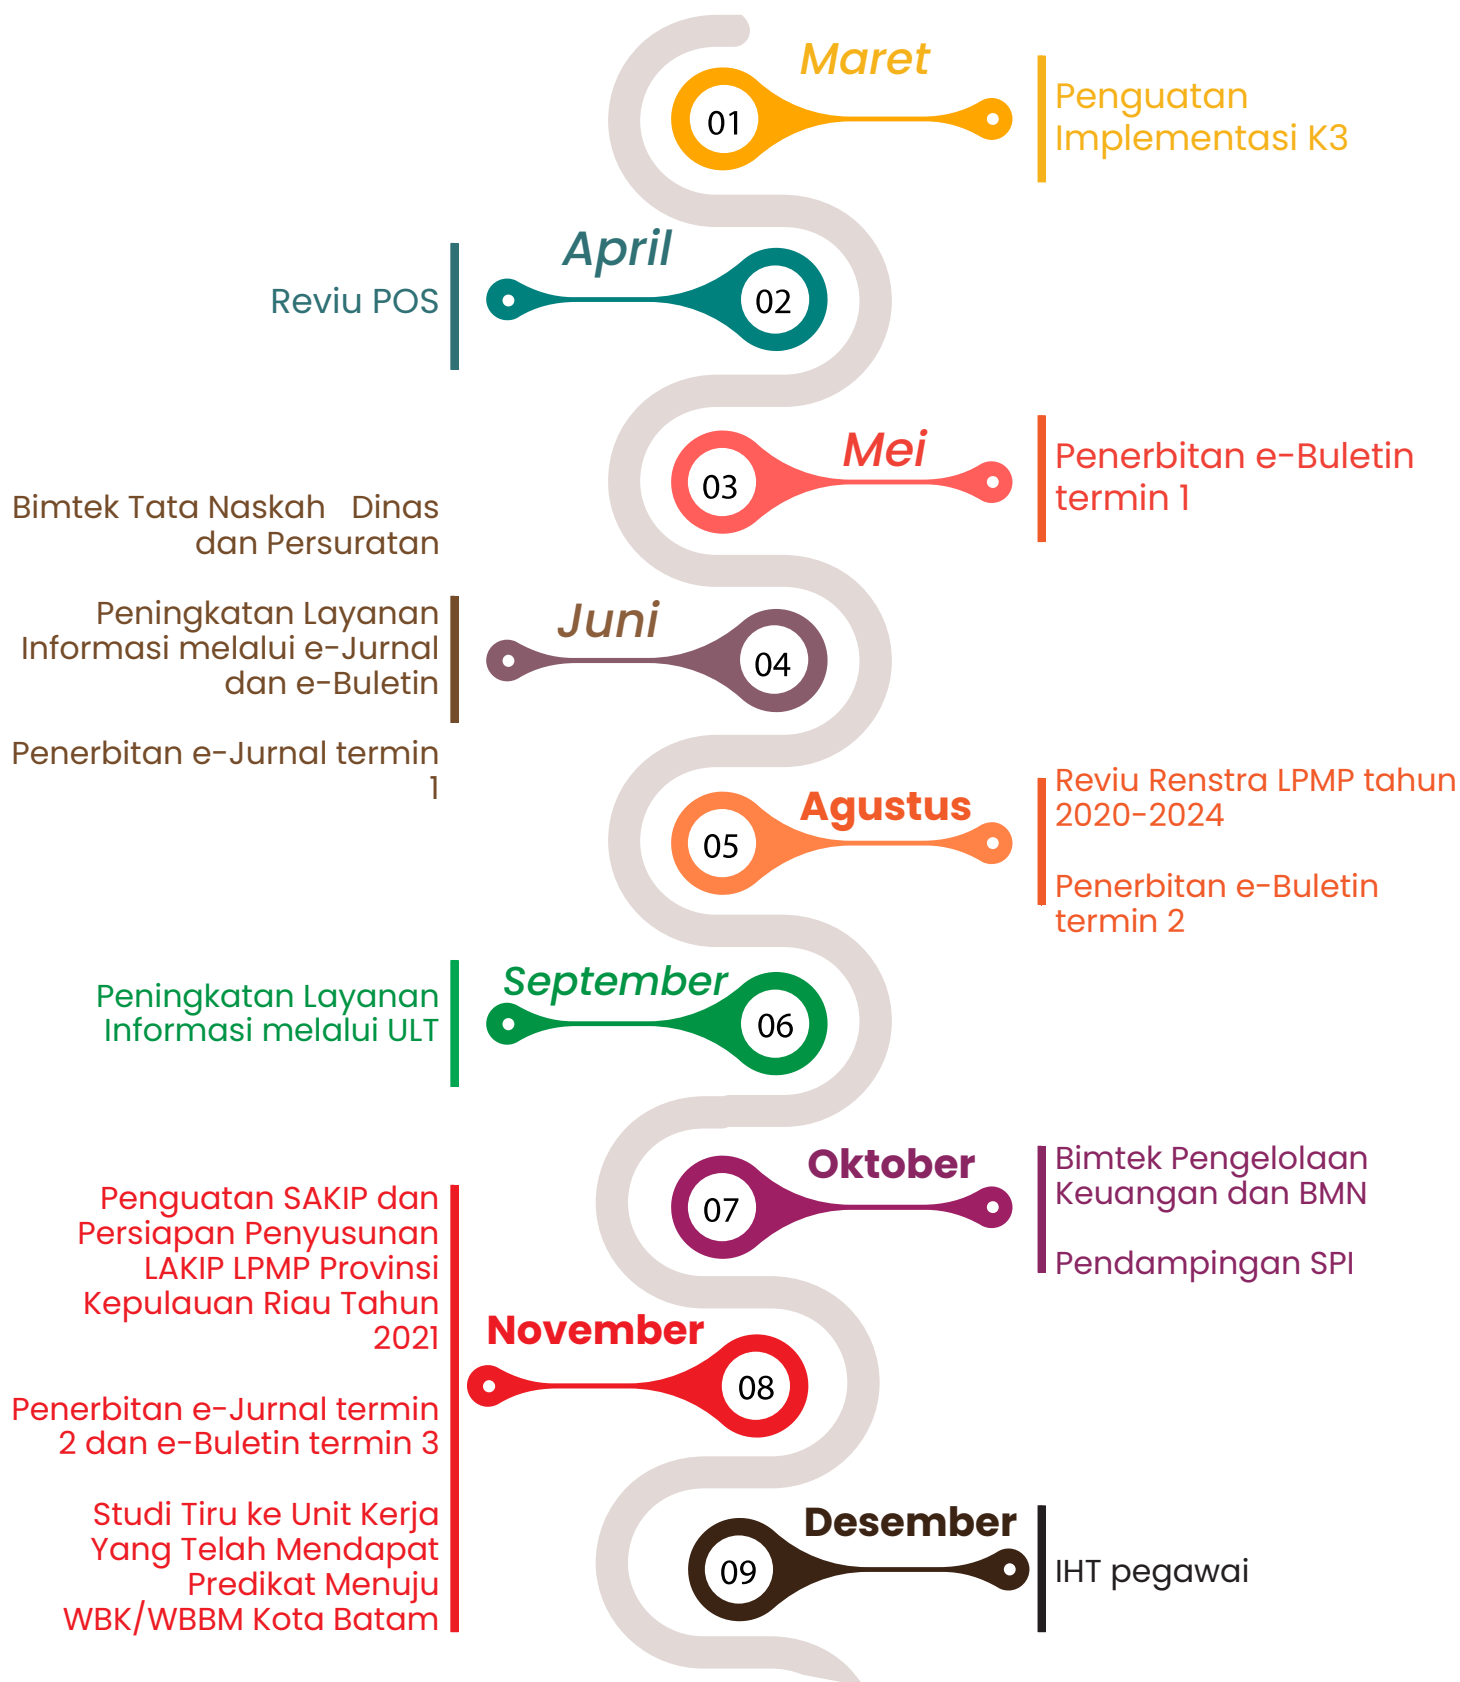 Maret
01
Penguatan
Implementasi K3
April
02
Reviu POS
Mei
03
Penerbitan e-Buletin
termin 1
Juni
04
Bimtek Tata Naskah   Dinas
dan Persuratan
Peningkatan Layanan
Informasi melalui e-Jurnal
dan e-Buletin
Penerbitan e-Jurnal termin
1
Agustus
05
Reviu Renstra LPMP tahun
2020-2024
Penerbitan e-Buletin
termin 2
September
06
Peningkatan Layanan
Informasi melalui ULT
Oktober
07
Bimtek Pengelolaan
Keuangan dan BMN
Pendampingan SPI
November
08
Penguatan SAKIP dan
Persiapan Penyusunan
LAKIP LPMP Provinsi
Kepulauan Riau Tahun
2021
Penerbitan e-Jurnal termin
2 dan e-Buletin termin 3
Studi Tiru ke Unit Kerja
Yang Telah Mendapat
Predikat Menuju
WBK/WBBM Kota Batam
Desember
09
IHT pegawai